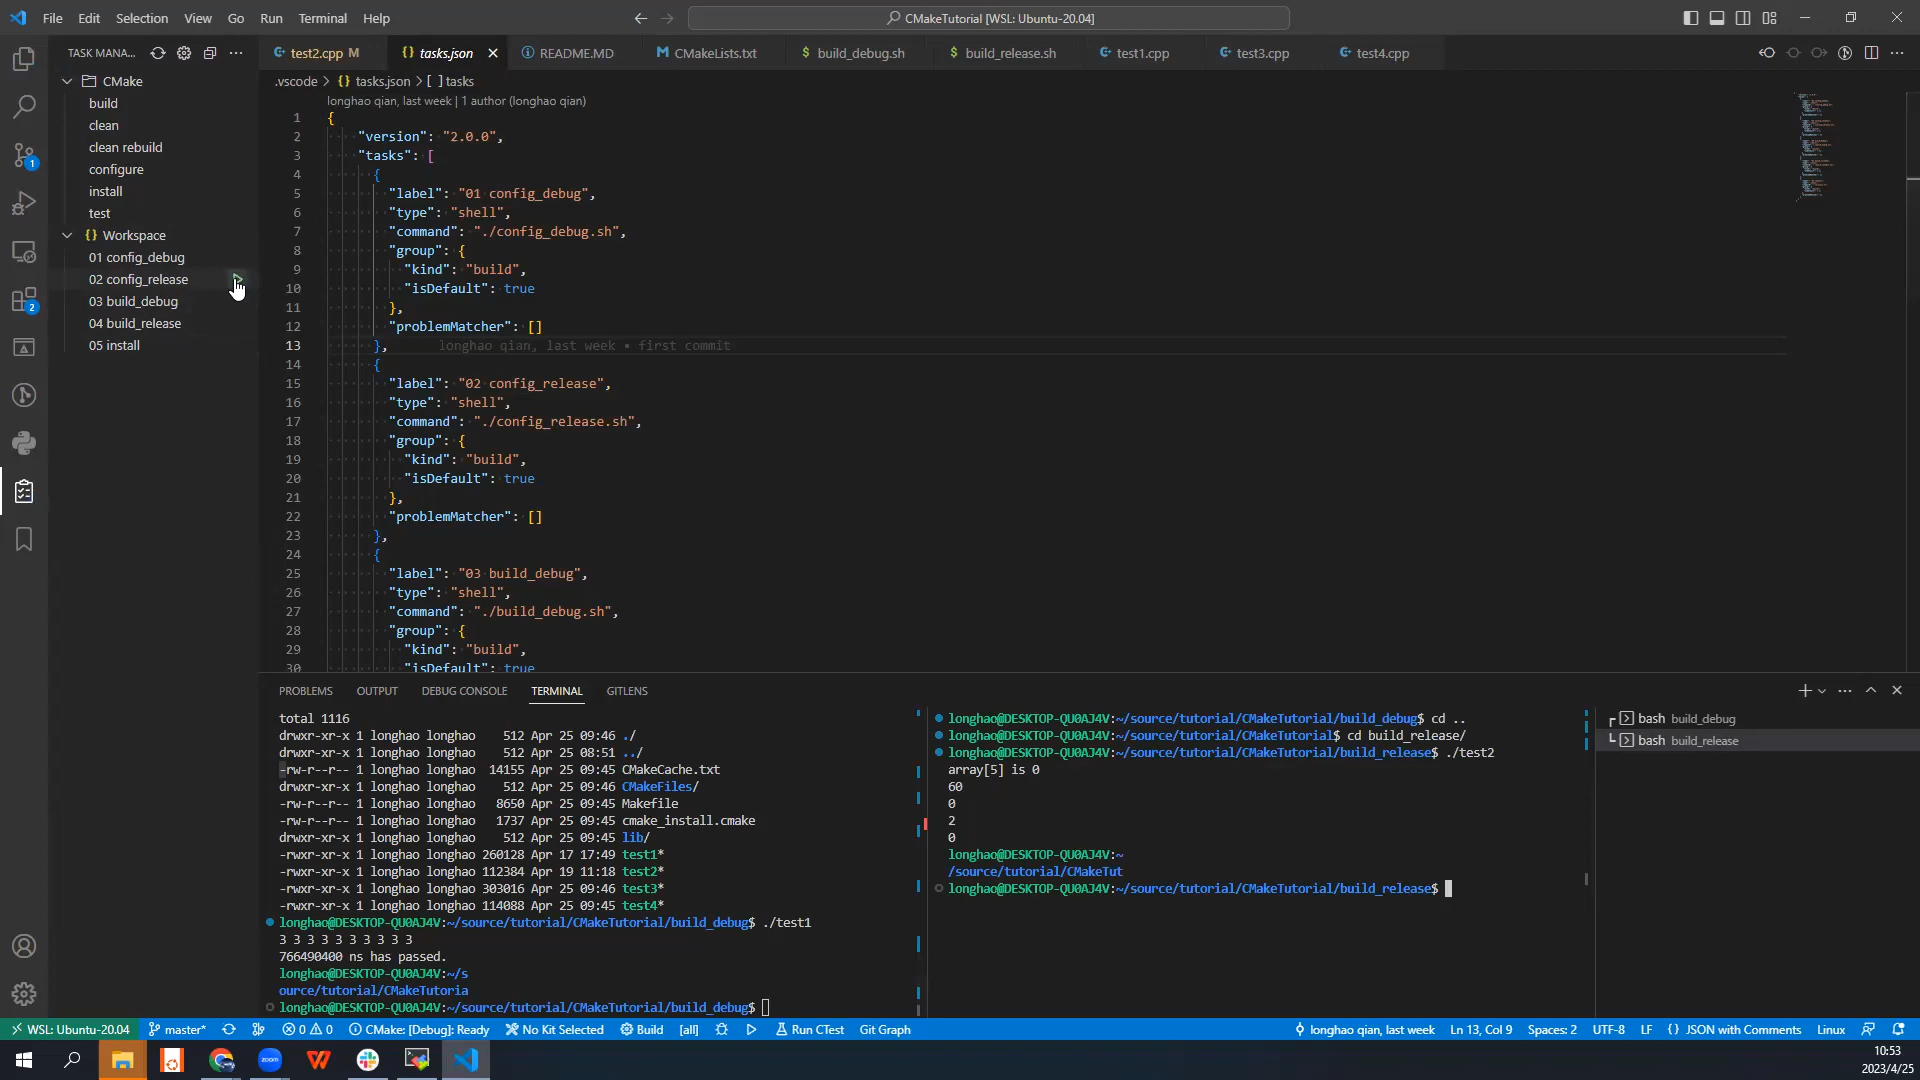 File Edit Selection View Go Run Terminal Help
CMakeTutorial [WSL: Ubuntu-20.04]
TASK MANA...
test2.cpp M
tasks.json
README.MD
CMakeLists.txt
build_debug.sh
build_release.sh
test1.cpp
test3.cpp
test4.cpp
CMake
build
clean
clean rebuild
configure
install
test
Workspace
01 config_debug
02 config_release
03 build_debug
04 build_release
05 install
1
2
.vscode > {} tasks.json > [ ] tasks
longhao qian, last week | 1 author (longhao qian)
1 {
2 "version": "2.0.0",
3 "tasks": [
4 {
5 "label": "01 config_debug",
6 "type": "shell",
7 "command": "./config_debug.sh",
8 "group": {
9 "kind": "build",
10 "isDefault": true
11 },
12 "problemMatcher": []
13 }, longhao qian, last week • first commit
14 {
15 "label": "02 config_release",
16 "type": "shell",
17 "command": "./config_release.sh",
18 "group": {
19 "kind": "build",
20 "isDefault": true
21 },
22 "problemMatcher": []
23 },
24 {
25 "label": "03 build_debug",
26 "type": "shell",
27 "command": "./build_debug.sh",
28 "group": {
29 "kind": "build",
30 "isDefault": true
PROBLEMS OUTPUT DEBUG CONSOLE TERMINAL GITLENS
total 1116
drwxr-xr-x 1 longhao longhao 512 Apr 25 09:46 ./
drwxr-xr-x 1 longhao longhao 512 Apr 25 08:51 ../
-rw-r--r-- 1 longhao longhao 14155 Apr 25 09:45 CMakeCache.txt
drwxr-xr-x 1 longhao longhao 512 Apr 25 09:46 CMakeFiles/
-rw-r--r-- 1 longhao longhao 8650 Apr 25 09:45 Makefile
-rw-r--r-- 1 longhao longhao 1737 Apr 25 09:45 cmake_install.cmake
drwxr-xr-x 1 longhao longhao 512 Apr 25 09:45 lib/
-rwxr-xr-x 1 longhao longhao 260128 Apr 17 17:49 test1*
-rwxr-xr-x 1 longhao longhao 112384 Apr 19 11:18 test2*
-rwxr-xr-x 1 longhao longhao 303016 Apr 25 09:46 test3*
-rwxr-xr-x 1 longhao longhao 114088 Apr 25 09:45 test4*
longhao@DESKTOP-QU0AJ4V:~/source/tutorial/CMakeTutorial/build_debug$ ./test1
3 3 3 3 3 3 3 3 3 3
766490400 ns has passed.
longhao@DESKTOP-QU0AJ4V:~/s
ource/tutorial/CMakeTutoria
longhao@DESKTOP-QU0AJ4V:~/source/tutorial/CMakeTutorial/build_debug$
longhao@DESKTOP-QU0AJ4V:~/source/tutorial/CMakeTutorial/build_debug$ cd ..
longhao@DESKTOP-QU0AJ4V:~/source/tutorial/CMakeTutorial$ cd build_release/
longhao@DESKTOP-QU0AJ4V:~/source/tutorial/CMakeTutorial/build_release$ ./test2
array[5] is 0
60
0
2
0
longhao@DESKTOP-QU0AJ4V:~
/source/tutorial/CMakeTut
longhao@DESKTOP-QU0AJ4V:~/source/tutorial/CMakeTutorial/build_release$
bash build_debug
bash build_release
WSL: Ubuntu-20.04 master* 0 0 CMake: [Debug]: Ready No Kit Selected Build [all] Run CTest Git Graph longhao qian, last week Ln 13, Col 9 Spaces: 2 UTF-8 LF {} JSON with Comments Linux
zoom
10:53
2023/4/25